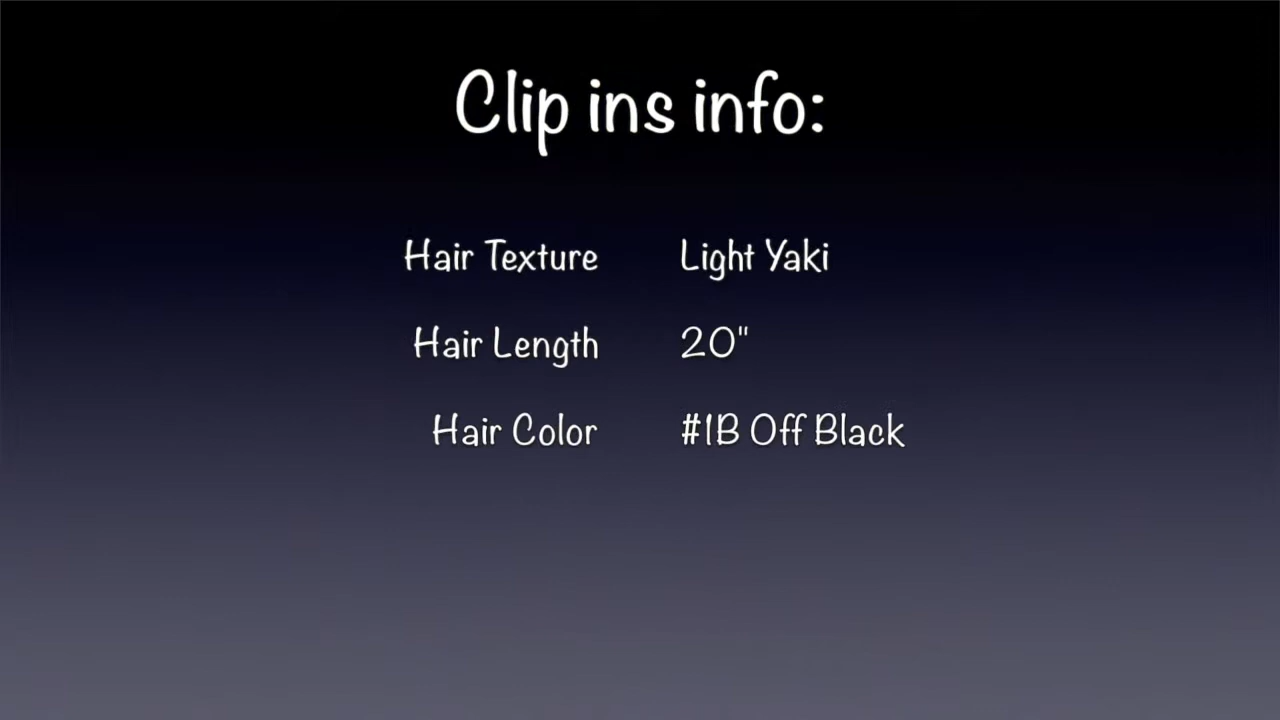 Clip ins info:
Hair Texture Light Yaki
Hair Length 20"
Hair Color #1B Off Black